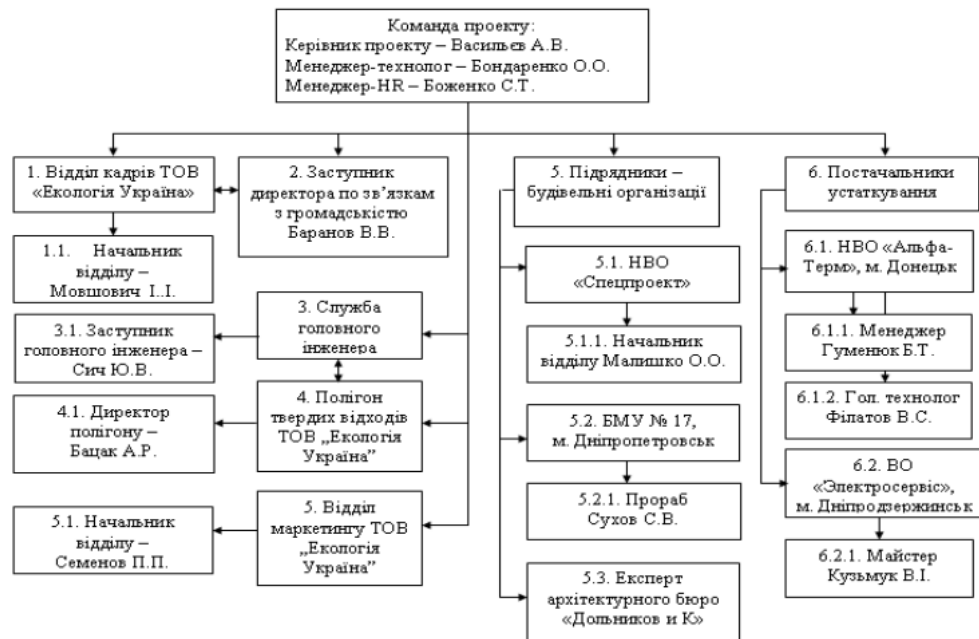 Команда проекту:
Керівник проекту – Васильєв А.В.
Менеджер-технолог – Бондаренко О.О.
Менеджер-HR – Боженко С.Т.
1. Відділ кадрів ТОВ
«Екологія Україна»
2. Заступник
директора по зв’язкам
з громадськістю
Баранов В.В.
5. Підрядники –
будівельні організації
6. Постачальники
устаткування
1.1. Начальник
відділу –
Мовшович І..І.
3. Служба
головного
інженера
3.1. Заступник
головного інженера –
Сич Ю.В.
4. Полігон
твердих відходів
ТОВ „Екологія
Україна”
4.1. Директор
полігону –
Бацак А.Р.
5. Відділ
маркетингу ТОВ
„Екологія
Україна”
5.1. Начальник
відділу –
Семенов П.П.
5.1. НВО
«Спецпроект»
5.1.1. Начальник
відділу Малишко О.О.
5.2. БМУ № 17,
м. Дніпропетровськ
5.2.1. Прораб
Сухов С.В.
5.3. Експерт
архітектурного бюро
«Дольников и К»
6.1. НВО «Альфа-
Терм», м. Донецьк
6.1.1. Менеджер
Гуменюк Б.Т.
6.1.2. Гол. технолог
Філатов В.С.
6.2. ВО
«Электросервіс»,
м. Дніпродзержинськ
6.2.1. Майстер
Кузьмук В.І.